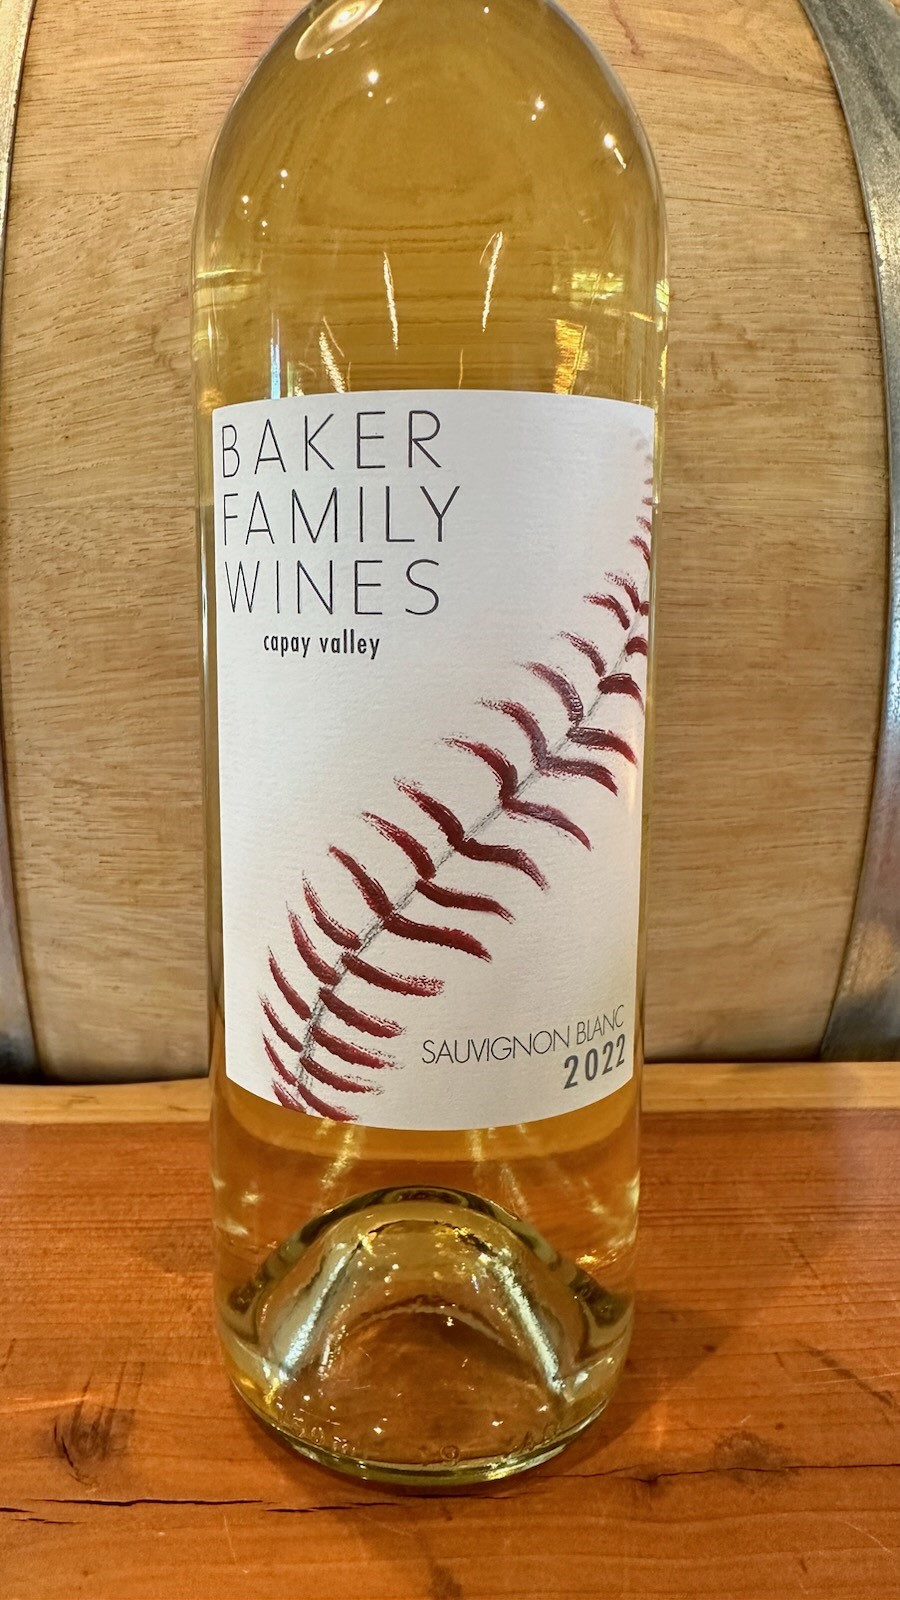 BAKER
FAMILY
WINES
capay valley
SAUVIGNON BLANC
2022